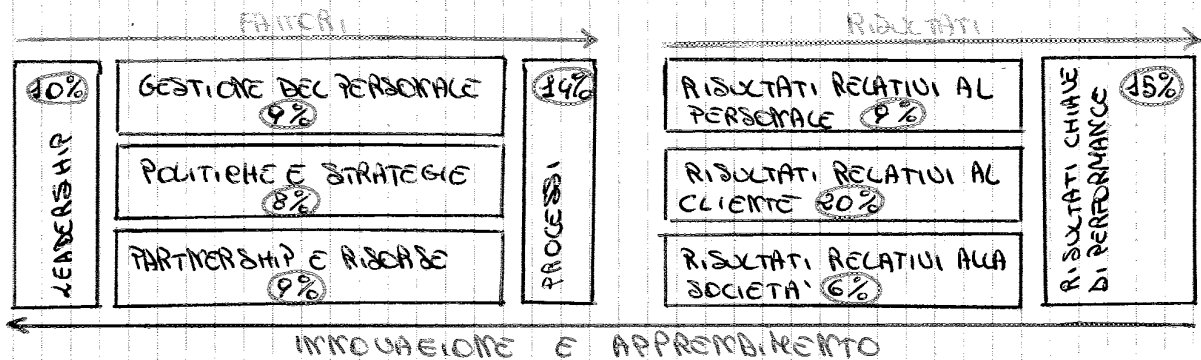 FATTORI
RISULTATI
10%
LEADERSHIP
GESTIONE DEL PERSONALE
9%
POLITICHE E STRATEGIE
8%
PARTNERSHIP E RISORSE
9%
14%
PROCESSI
RISULTATI RELATIVI AL
PERSONALE 9%
RISULTATI RELATIVI AL
CLIENTE 20%
RISULTATI RELATIVI ALLA
SOCIETA' 6%
RISULTATI CHIAVE
DI PERFORMANCE
15%
INNOVAZIONE E APPRENDIMENTO